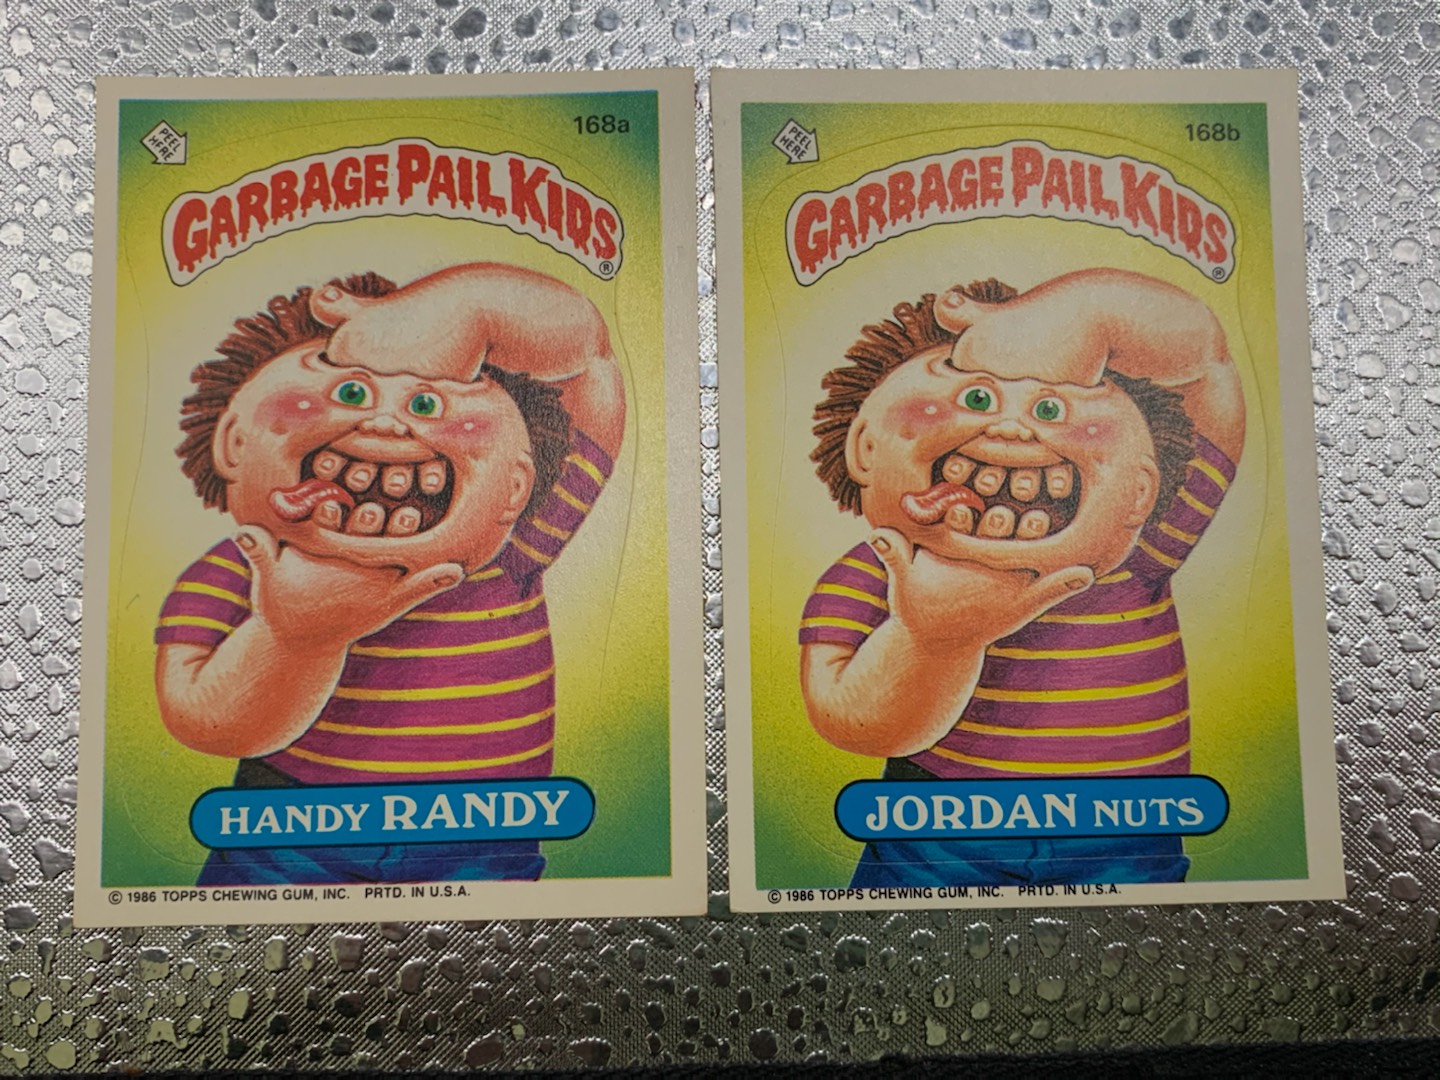 PEEL
HERE
168a
GARBAGE PAIL KIDS®
HANDY RANDY
© 1986 TOPPS CHEWING GUM, INC. PRTD. IN U.S.A.
PEEL
HERE
168b
GARBAGE PAIL KIDS®
JORDAN NUTS
© 1986 TOPPS CHEWING GUM, INC. PRTD. IN U.S.A.